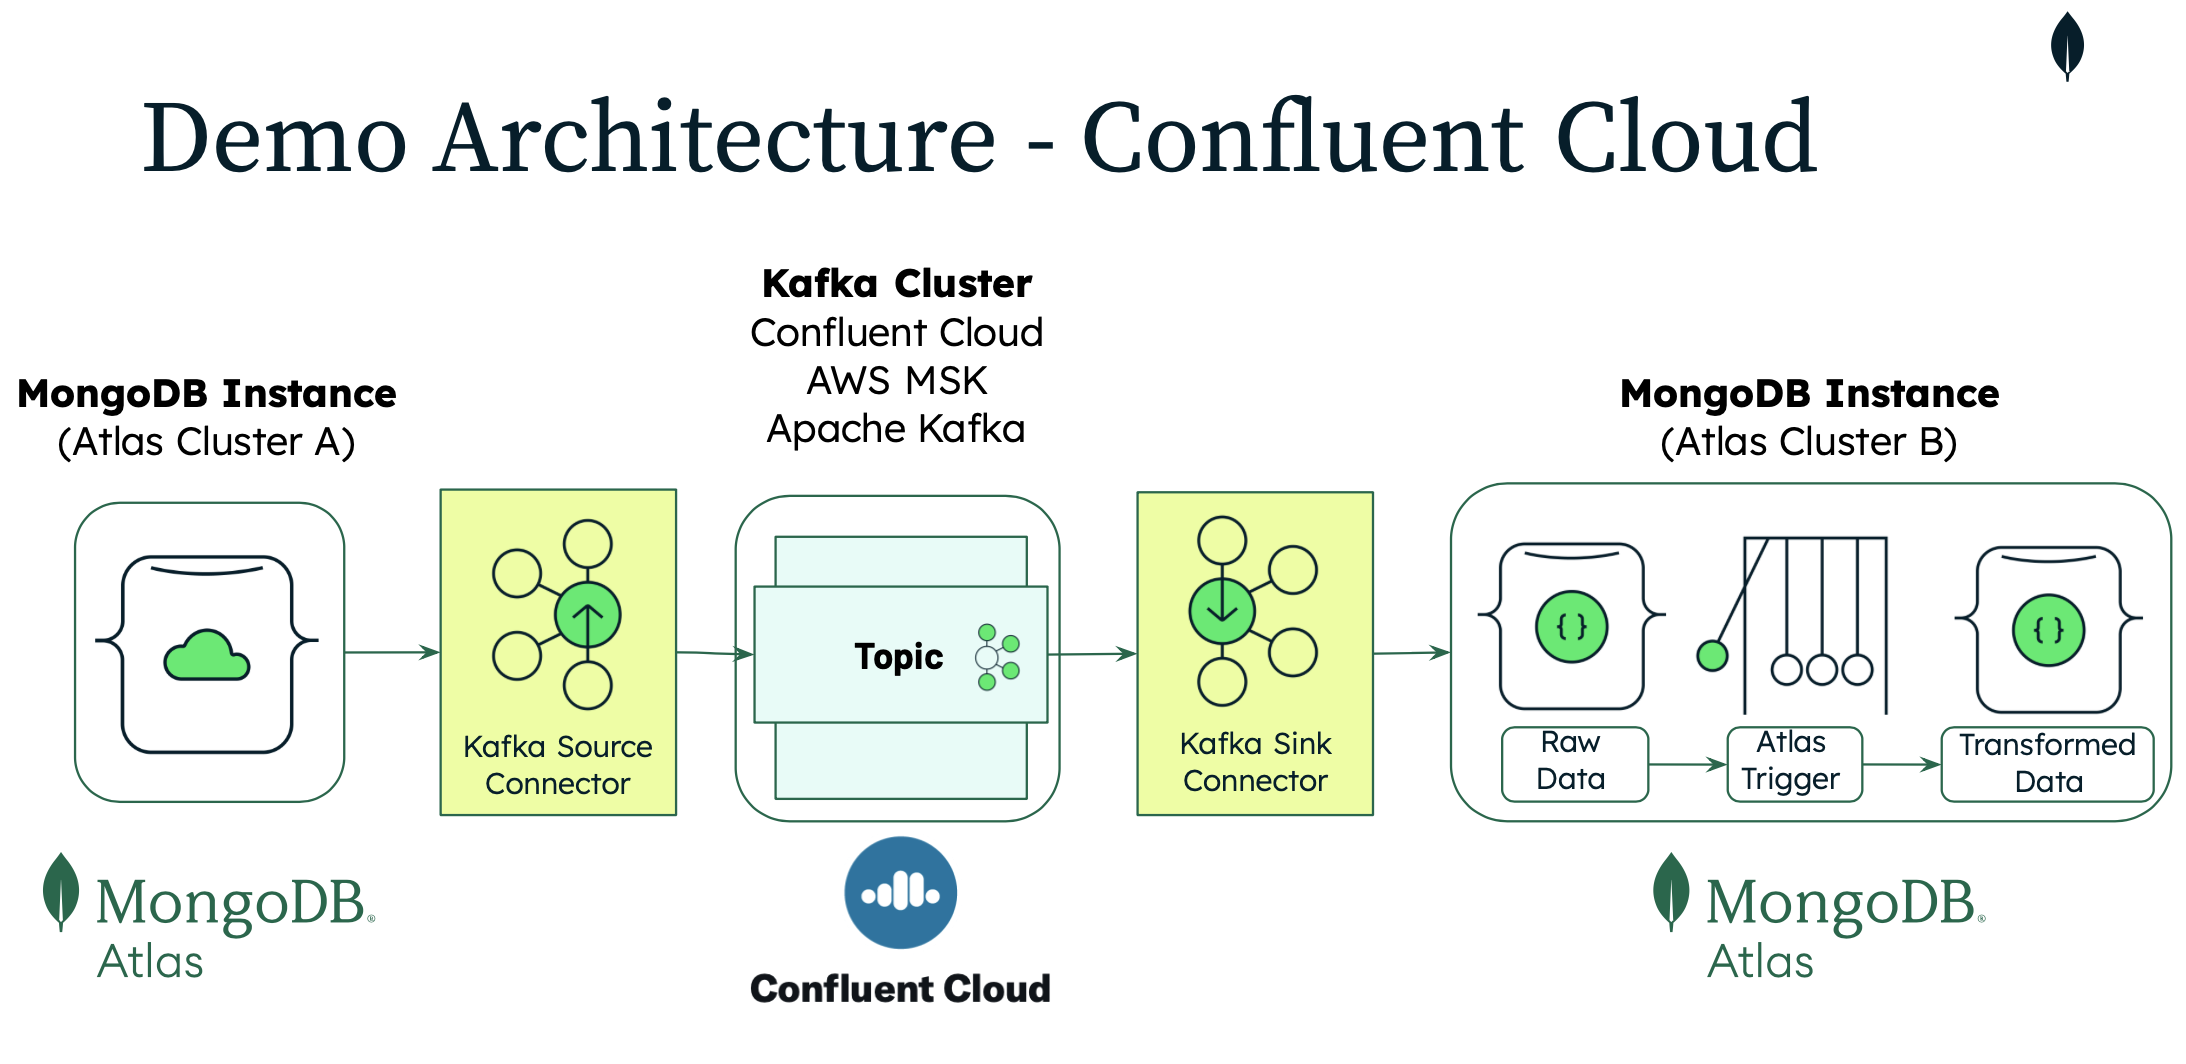 Demo Architecture - Confluent Cloud
Kafka Cluster
Confluent Cloud
AWS MSK
Apache Kafka
MongoDB Instance
(Atlas Cluster A)
MongoDB Instance
(Atlas Cluster B)
Kafka Source
Connector
Topic
Kafka Sink
Connector
{ }
{ }
Raw
Data
Atlas
Trigger
Transformed
Data
MongoDB®
Atlas
Confluent Cloud
MongoDB®
Atlas